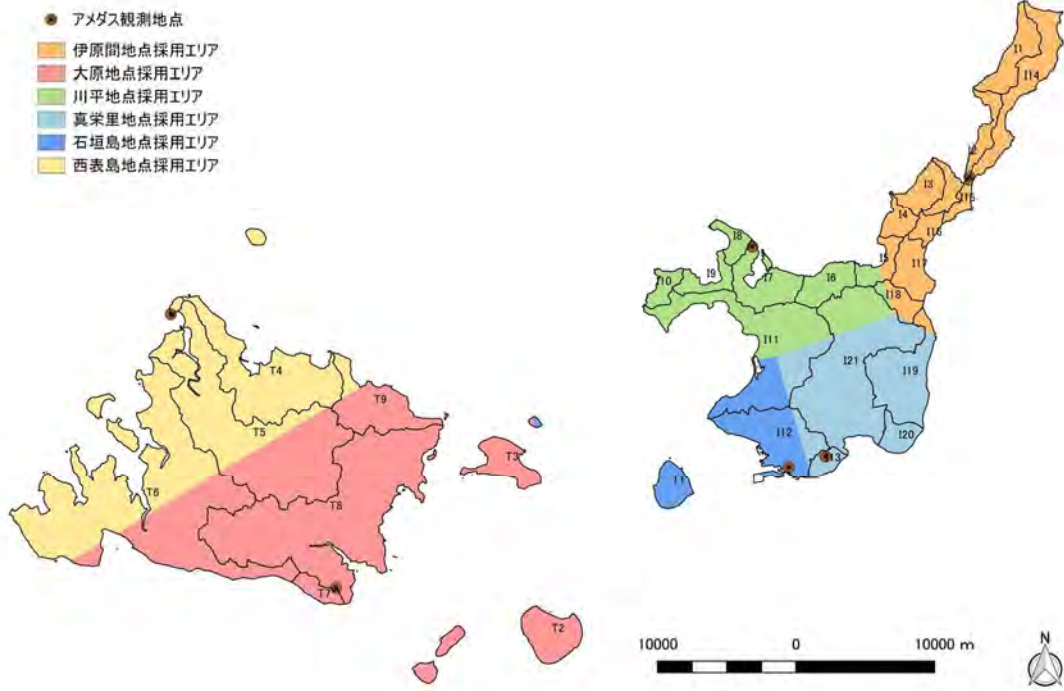 アメダス観測地点
伊原間地点採用エリア
大原地点採用エリア
川平地点採用エリア
真栄里地点採用エリア
石垣島地点採用エリア
西表島地点採用エリア
I1
I14
I2
I3
I15
I4
I16
I8
I5
I17
I9
I10
I7
I6
I18
I11
T4
I21
I19
T9
T5
I12
I20
T3
I13
T6
T1
T8
T7
T2
10000 0 10000 m
N